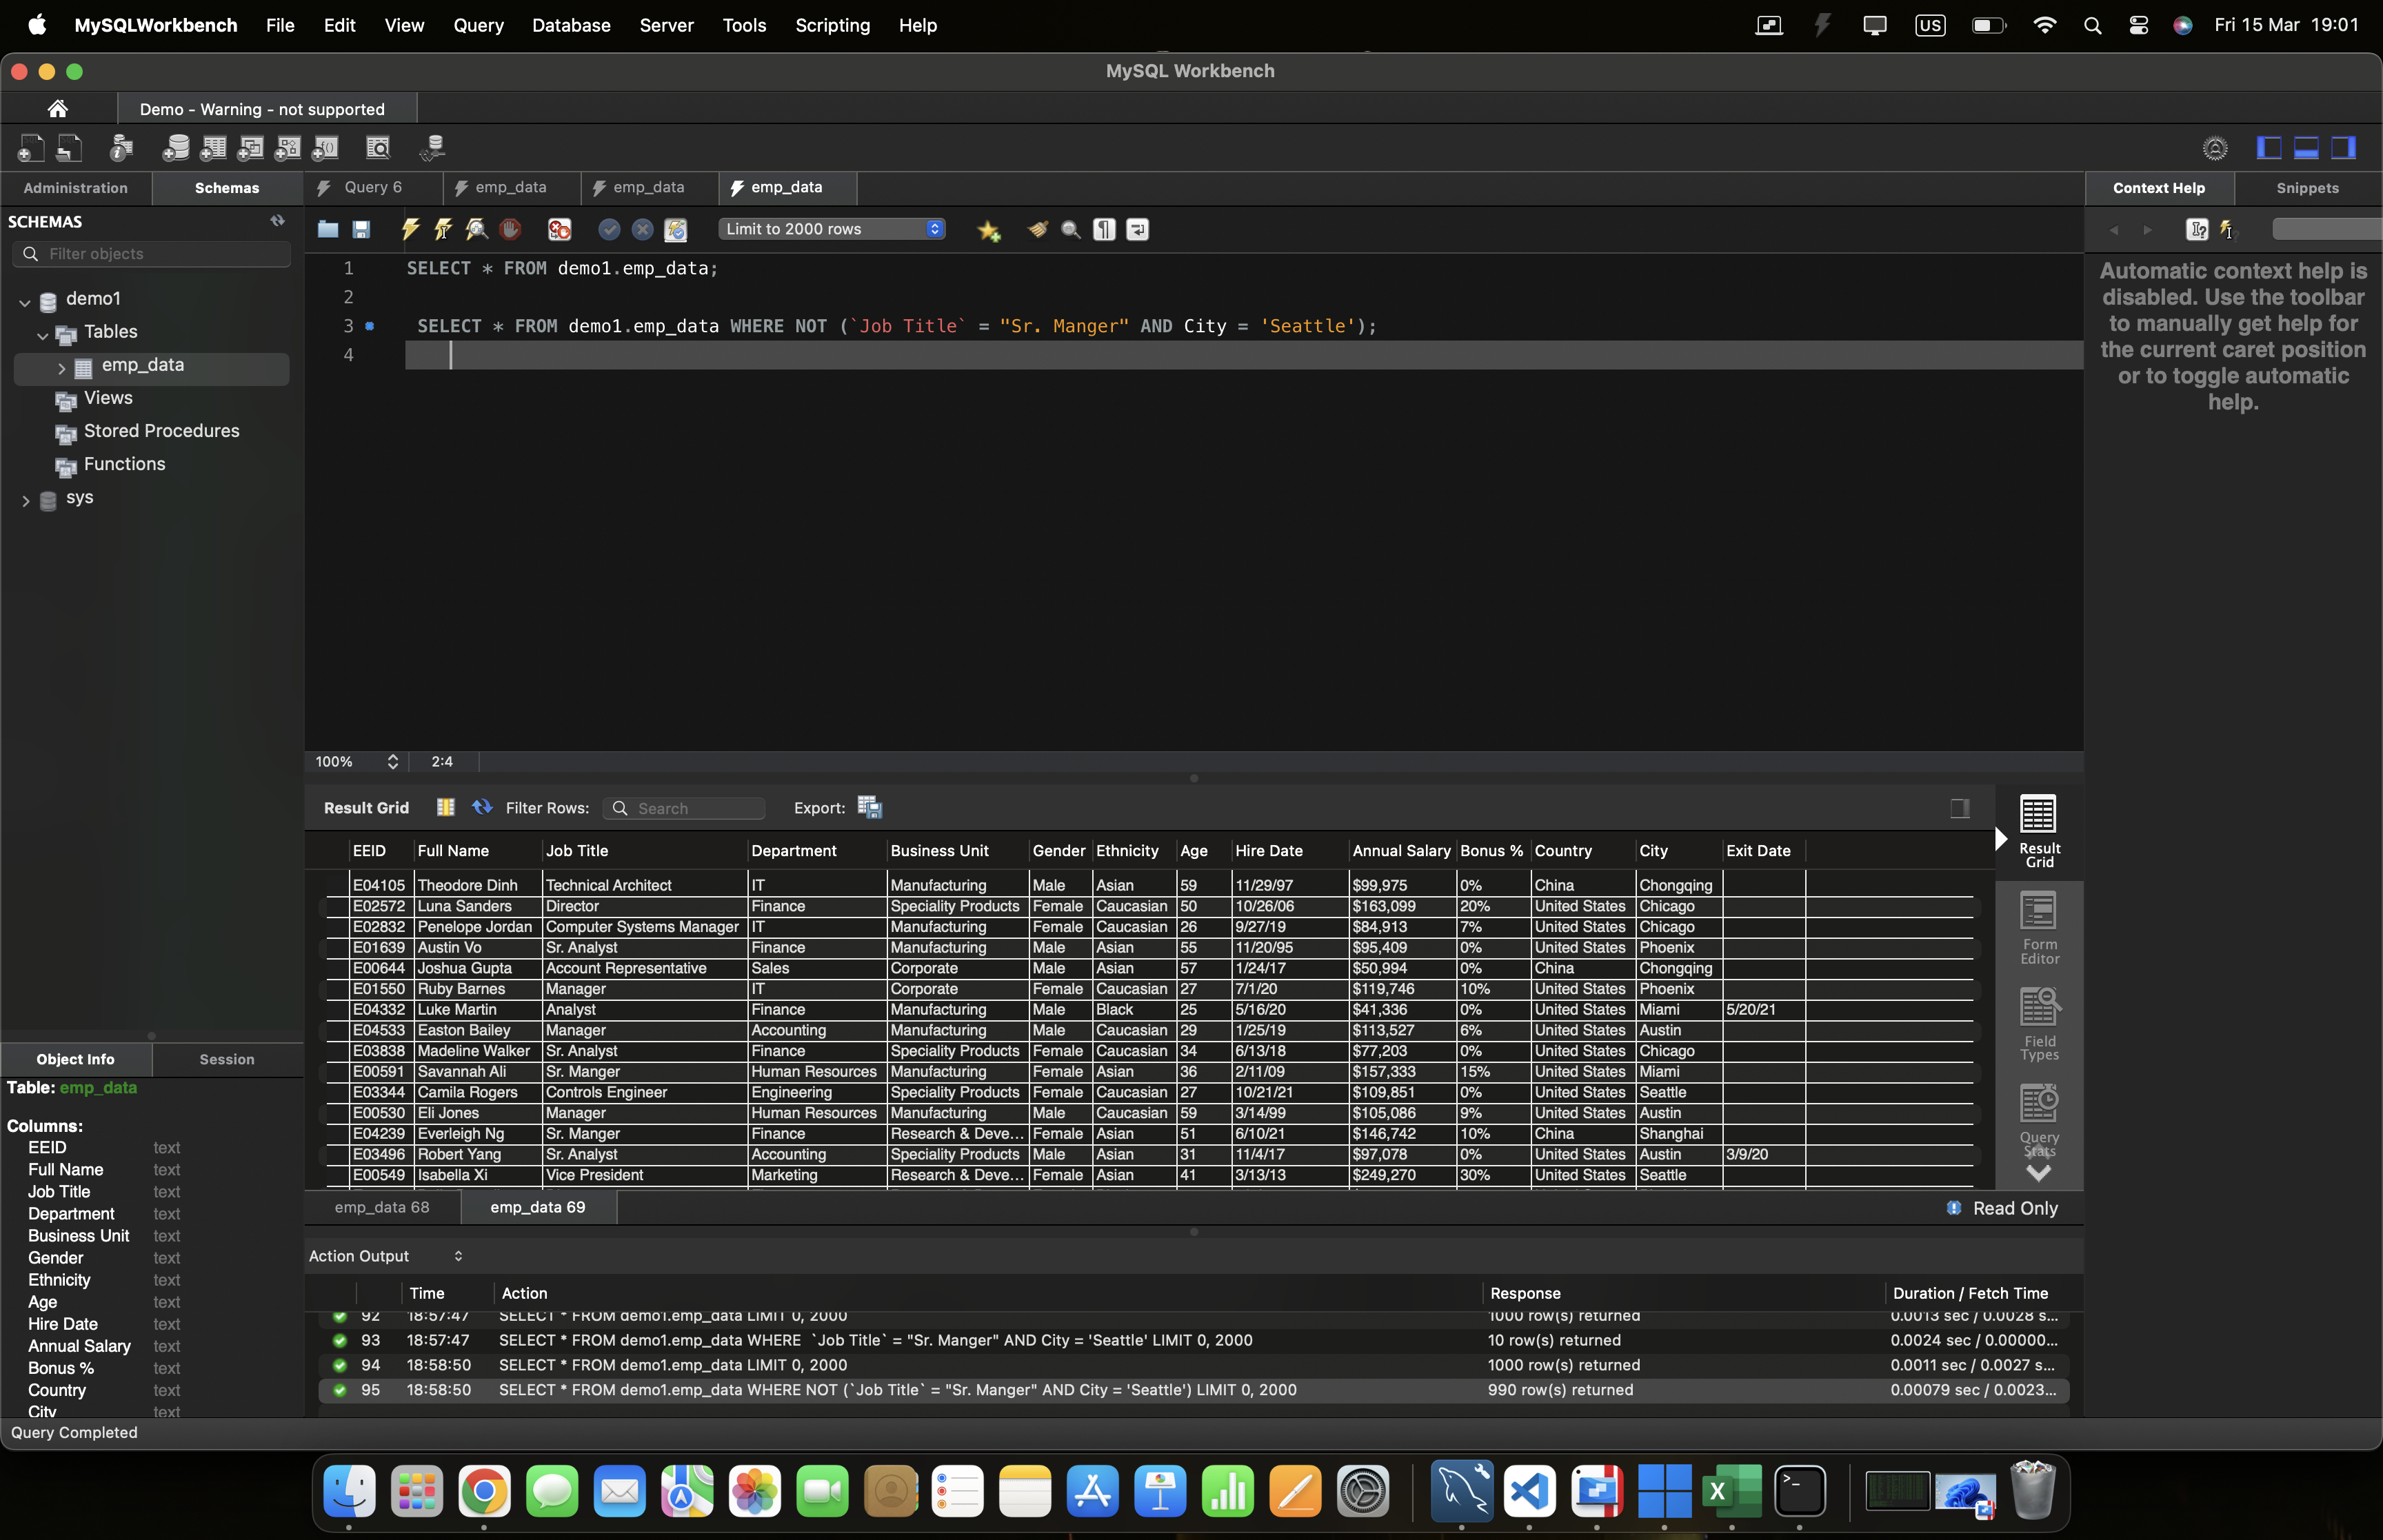 MySQLWorkbench File Edit View Query Database Server Tools Scripting Help US Fri 15 Mar 19:01
MySQL Workbench
Demo - Warning - not supported
Administration Schemas Query 6 emp_data emp_data emp_data Context Help Snippets
SCHEMAS
Filter objects
Limit to 2000 rows
demo1
Tables
emp_data
Views
Stored Procedures
Functions
sys
1 SELECT * FROM demo1.emp_data;
2
3 SELECT * FROM demo1.emp_data WHERE NOT (`Job Title` = "Sr. Manger" AND City = 'Seattle');
4
Automatic context help is
disabled. Use the toolbar
to manually get help for
the current caret position
or to toggle automatic
help.
100% 2:4
Result Grid Filter Rows: Search Export:
EEID Full Name Job Title Department Business Unit Gender Ethnicity Age Hire Date Annual Salary Bonus % Country City Exit Date
E04105 Theodore Dinh Technical Architect IT Manufacturing Male Asian 59 11/29/97 $99,975 0% China Chongqing
E02572 Luna Sanders Director Finance Speciality Products Female Caucasian 50 10/26/06 $163,099 20% United States Chicago
E02832 Penelope Jordan Computer Systems Manager IT Manufacturing Female Caucasian 26 9/27/19 $84,913 7% United States Chicago
E01639 Austin Vo Sr. Analyst Finance Manufacturing Male Asian 55 11/20/95 $95,409 0% United States Phoenix
E00644 Joshua Gupta Account Representative Sales Corporate Male Asian 57 1/24/17 $50,994 0% China Chongqing
E01550 Ruby Barnes Manager IT Corporate Female Caucasian 27 7/1/20 $119,746 10% United States Phoenix
E04332 Luke Martin Analyst Finance Manufacturing Male Black 25 5/16/20 $41,336 0% United States Miami 5/20/21
E04533 Easton Bailey Manager Accounting Manufacturing Male Caucasian 29 1/25/19 $113,527 6% United States Austin
E03838 Madeline Walker Sr. Analyst Finance Speciality Products Female Caucasian 34 6/13/18 $77,203 0% United States Chicago
E00591 Savannah Ali Sr. Manger Human Resources Manufacturing Female Asian 36 2/11/09 $157,333 15% United States Miami
E03344 Camila Rogers Controls Engineer Engineering Speciality Products Female Caucasian 27 10/21/21 $109,851 0% United States Seattle
E00530 Eli Jones Manager Human Resources Manufacturing Male Caucasian 59 3/14/99 $105,086 9% United States Austin
E04239 Everleigh Ng Sr. Manger Finance Research & Deve... Female Asian 51 6/10/21 $146,742 10% China Shanghai
E03496 Robert Yang Sr. Analyst Accounting Speciality Products Male Asian 31 11/4/17 $97,078 0% United States Austin 3/9/20
E00549 Isabella Xi Vice President Marketing Research & Deve... Female Asian 41 3/13/13 $249,270 30% United States Seattle
Result
Grid
Form
Editor
Field
Types
Query
Stats
emp_data 68 emp_data 69 Read Only
Object Info Session
Table: emp_data
Columns:
EEID text
Full Name text
Job Title text
Department text
Business Unit text
Gender text
Ethnicity text
Age text
Hire Date text
Annual Salary text
Bonus % text
Country text
City text
Action Output
Time Action Response Duration / Fetch Time
92 18:57:47 SELECT * FROM demo1.emp_data LIMIT 0, 2000 1000 row(s) returned 0.0013 sec / 0.0028 s...
93 18:57:47 SELECT * FROM demo1.emp_data WHERE `Job Title` = "Sr. Manger" AND City = 'Seattle' LIMIT 0, 2000 10 row(s) returned 0.0024 sec / 0.00000...
94 18:58:50 SELECT * FROM demo1.emp_data LIMIT 0, 2000 1000 row(s) returned 0.0011 sec / 0.0027 s...
95 18:58:50 SELECT * FROM demo1.emp_data WHERE NOT (`Job Title` = "Sr. Manger" AND City = 'Seattle') LIMIT 0, 2000 990 row(s) returned 0.00079 sec / 0.0023...
Query Completed